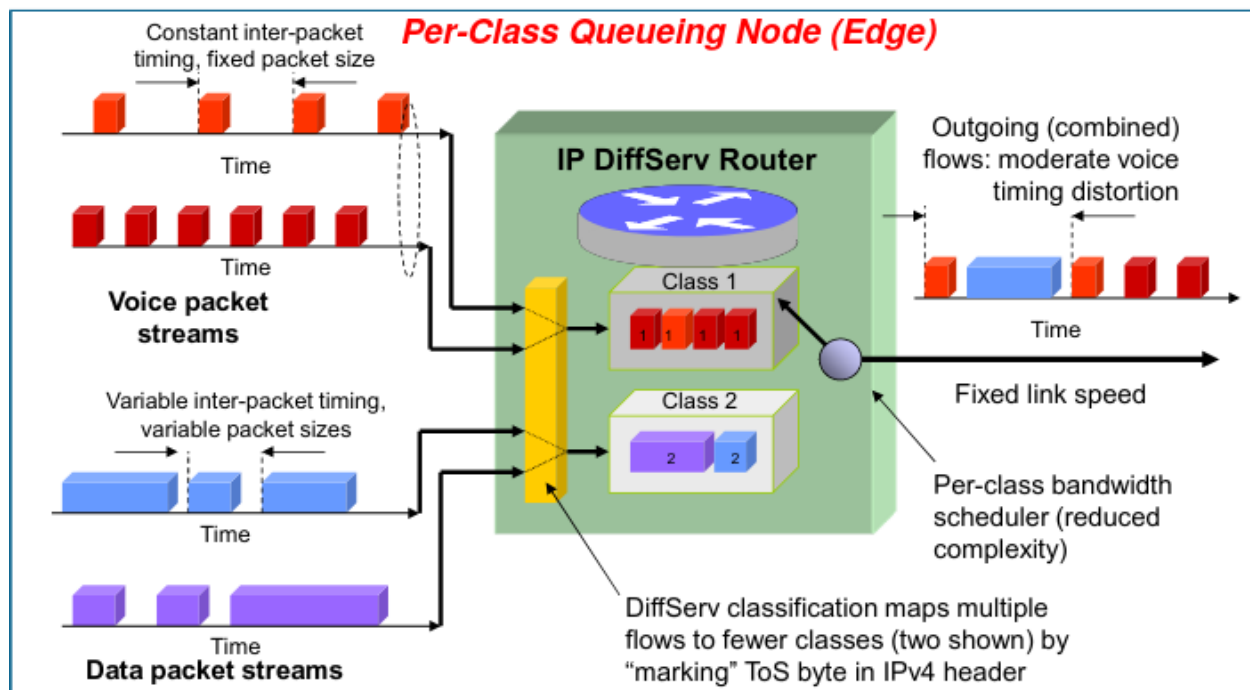 Per-Class Queueing Node (Edge)
Constant inter-packet
timing, fixed packet size
Time
Time
Voice packet
streams
Variable inter-packet timing,
variable packet sizes
Time
Time
Data packet streams
IP DiffServ Router
Class 1
1 1 1 1
Class 2
2 2
Outgoing (combined)
flows: moderate voice
timing distortion
Time
Fixed link speed
Per-class bandwidth
scheduler (reduced
complexity)
DiffServ classification maps multiple
flows to fewer classes (two shown) by
“marking” ToS byte in IPv4 header